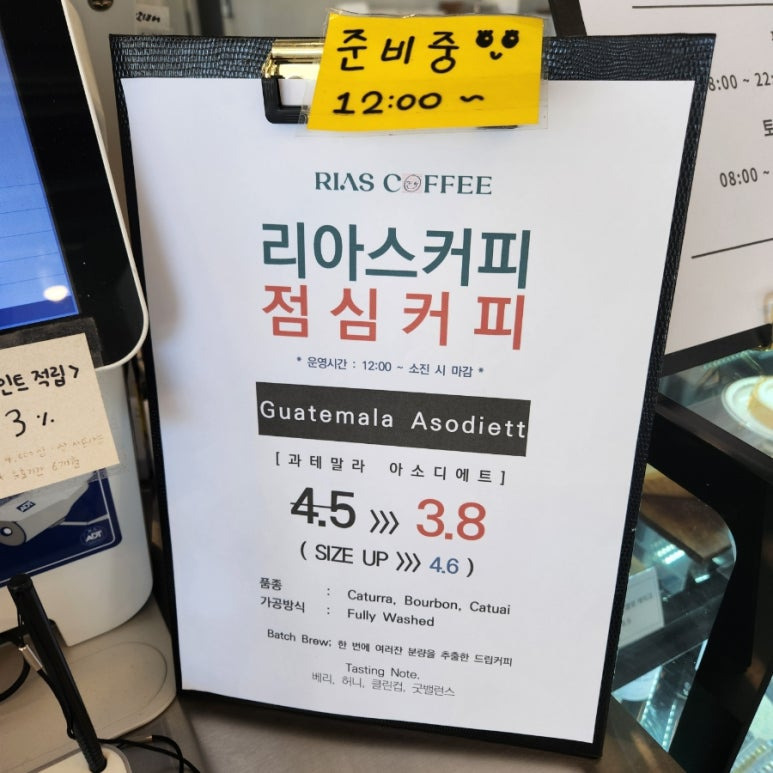 준비중
12:00 ~
RIAS COFFEE
리아스커피
점심커피
* 운영시간 : 12:00 ~ 소진 시 마감 *
Guatemala Asodiett
[과테말라 아소디에트]
4.5 》》 3.8
( SIZE UP 》》 4.6 )
품종 : Caturra, Bourbon, Catuai
가공방식 : Fully Washed
Batch Brew; 한 번에 여러잔 분량을 추출한 드립커피
Tasting Note.
베리, 허니, 클린컵, 굿밸런스
인트 적립>
3%
ADT
8:00 ~ 22
토
08:00 ~